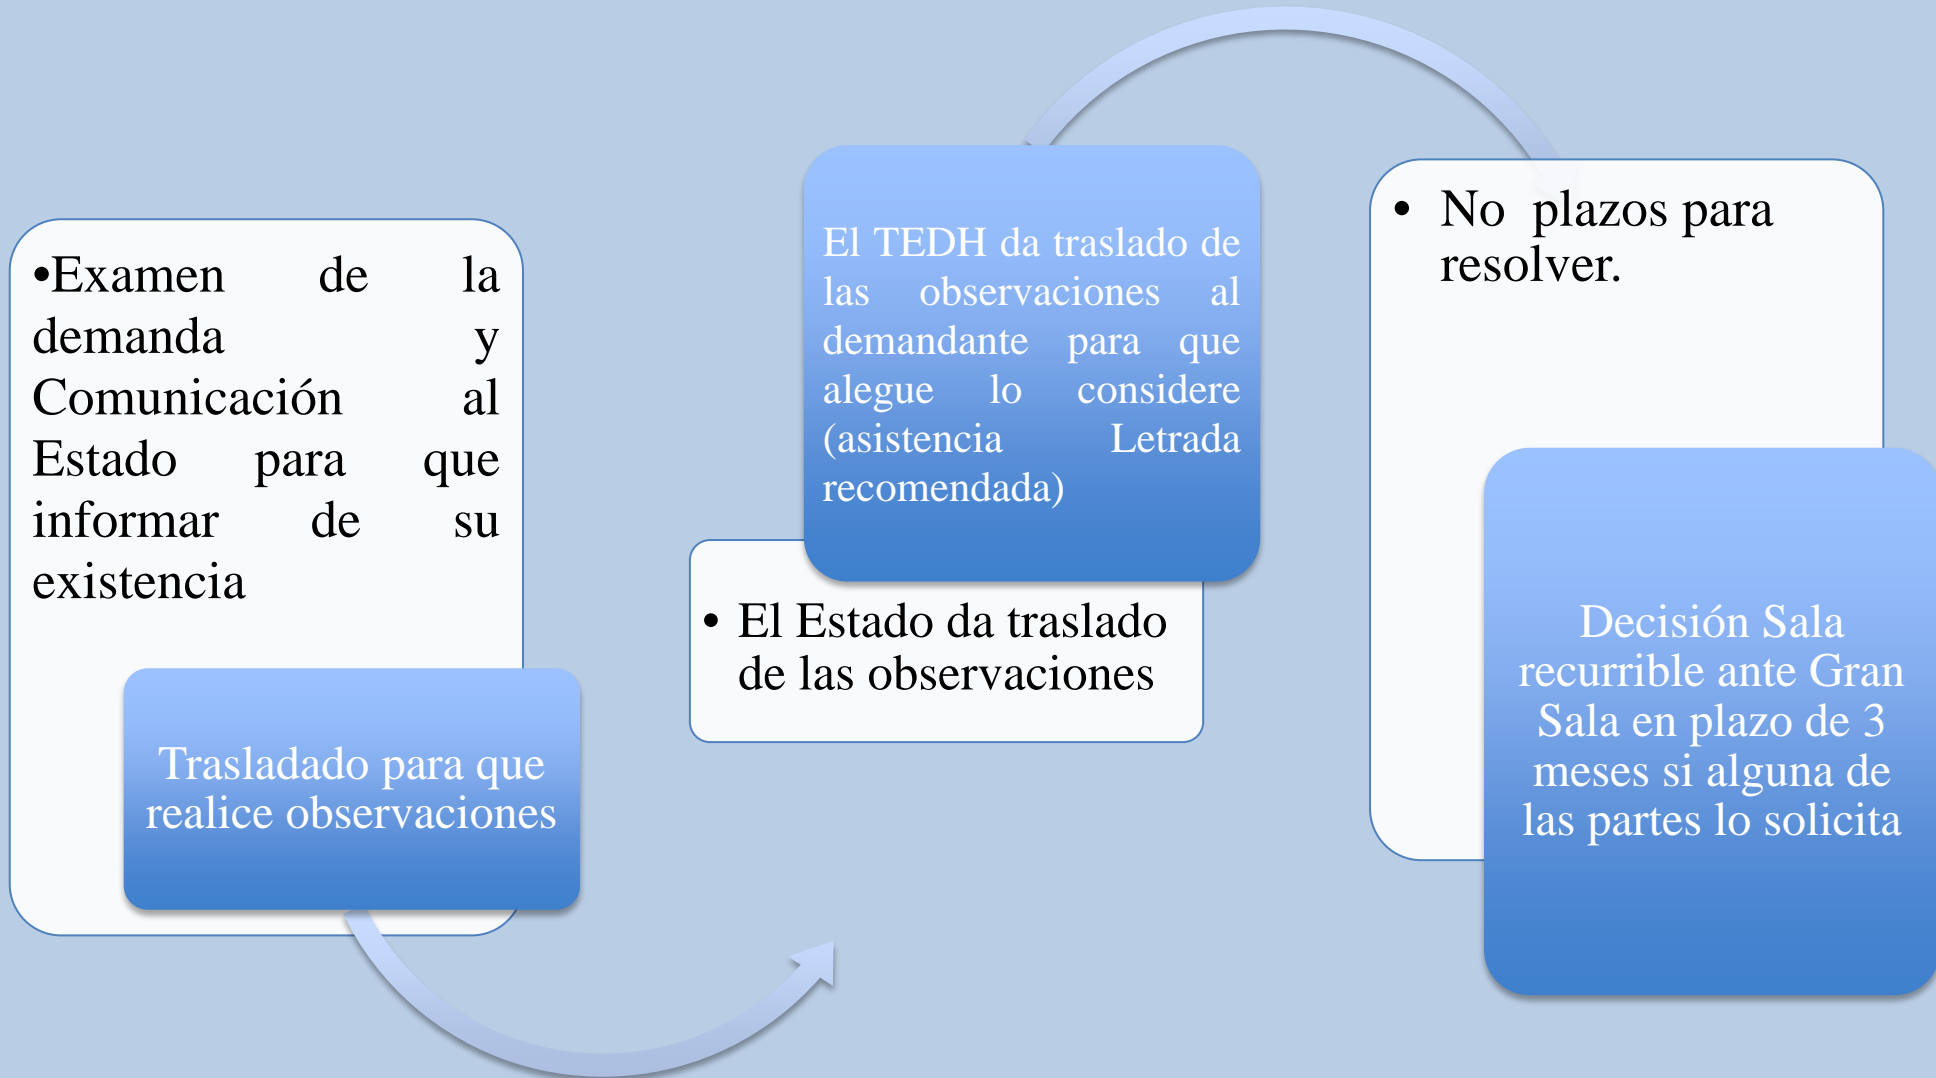 •Examen de la
demanda y
Comunicación al
Estado para que
informar de su
existencia
Trasladado para que
realice observaciones
El TEDH da traslado de
las observaciones al
demandante para que
alegue lo considere
(asistencia Letrada
recomendada)
• El Estado da traslado
de las observaciones
• No plazos para
resolver.
Decisión Sala
recurrible ante Gran
Sala en plazo de 3
meses si alguna de
las partes lo solicita